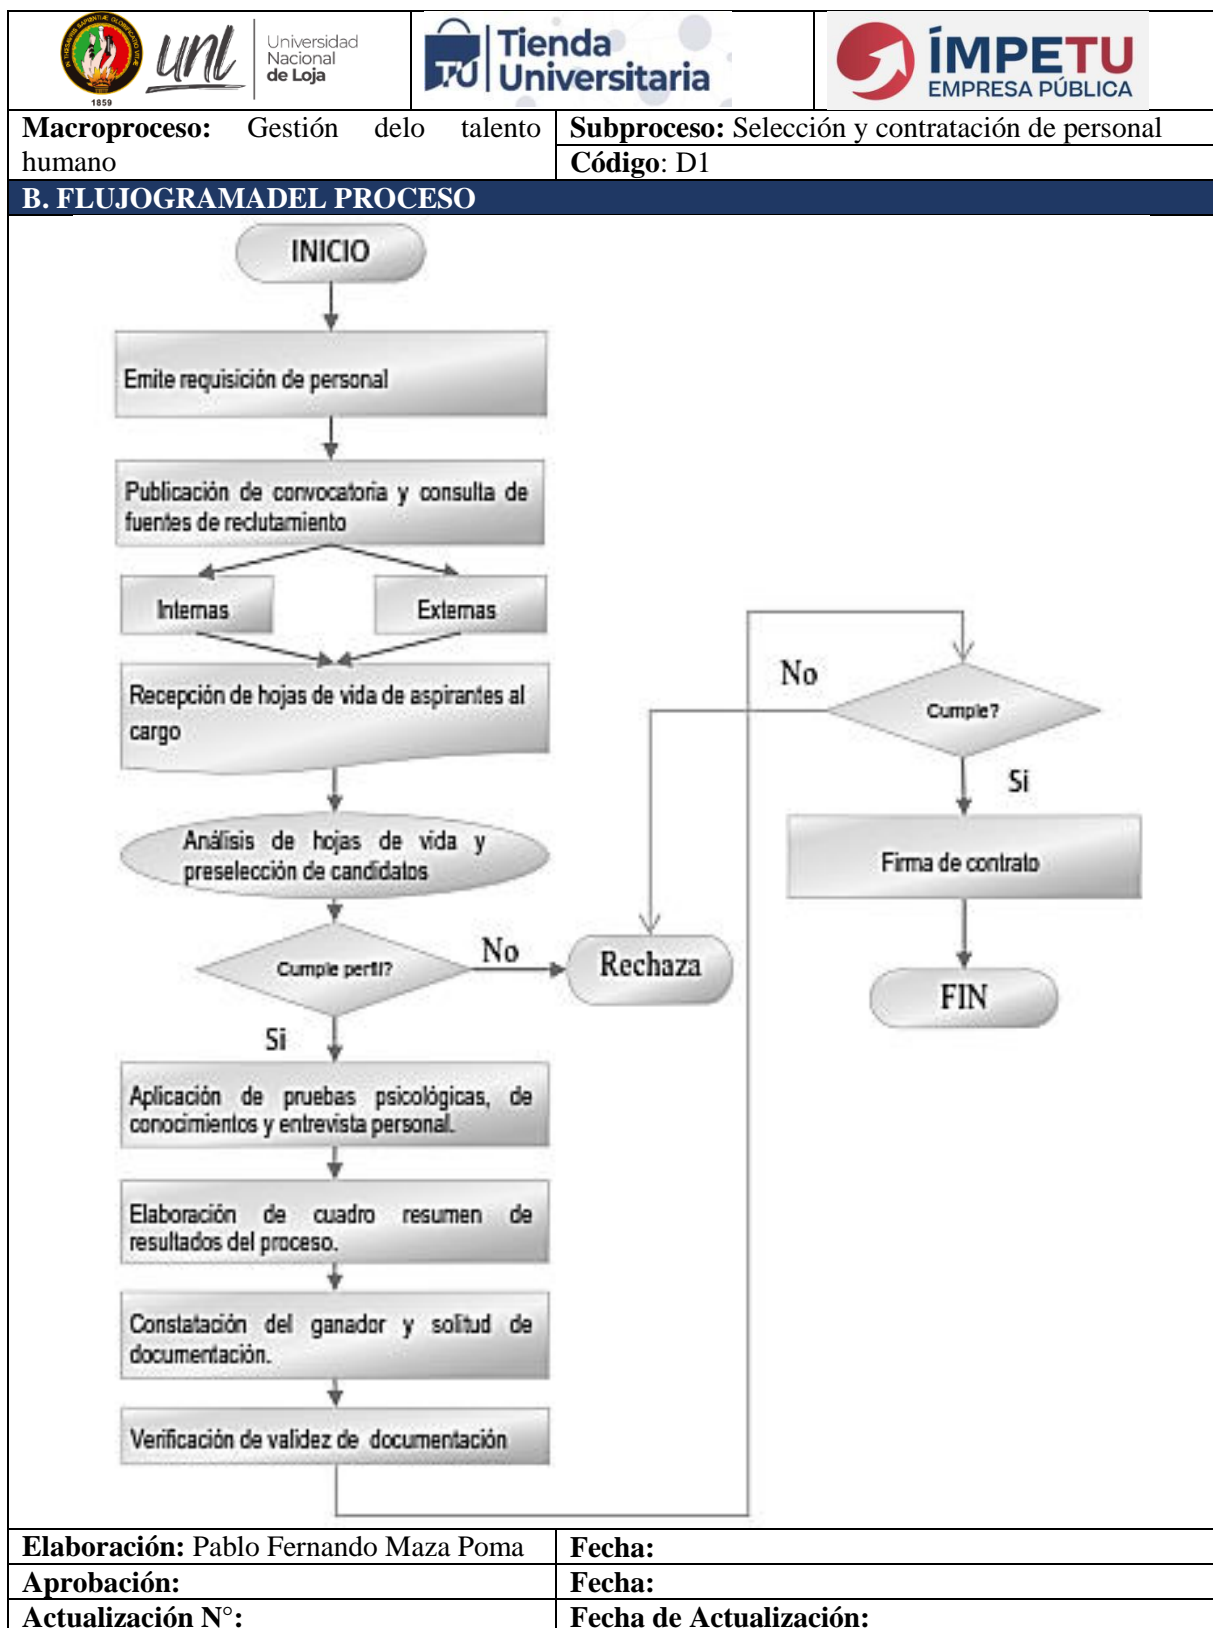 1859
unl
Universidad
Nacional
de Loja
TU
Tienda
Universitaria
ÍMPETU
EMPRESA PÚBLICA
Macroproceso: Gestión delo talento
humano
Subproceso: Selección y contratación de personal
Código: D1
B. FLUJOGRAMADEL PROCESO
INICIO
Emite requisición de personal
Publicación de convocatoria y consulta de
fuentes de reclutamiento
Internas
Externas
Recepción de hojas de vida de aspirantes al
cargo
Análisis de hojas de vida y
preselección de candidatos
Cumple perfil?
No
Rechaza
Si
Aplicación de pruebas psicológicas, de
conocimientos y entrevista personal.
Elaboración de cuadro resumen de
resultados del proceso.
Constatación del ganador y solitud de
documentación.
Verificación de validez de documentación
No
Cumple?
Si
Firma de contrato
FIN
Elaboración: Pablo Fernando Maza Poma
Fecha:
Aprobación:
Fecha:
Actualización N°:
Fecha de Actualización: